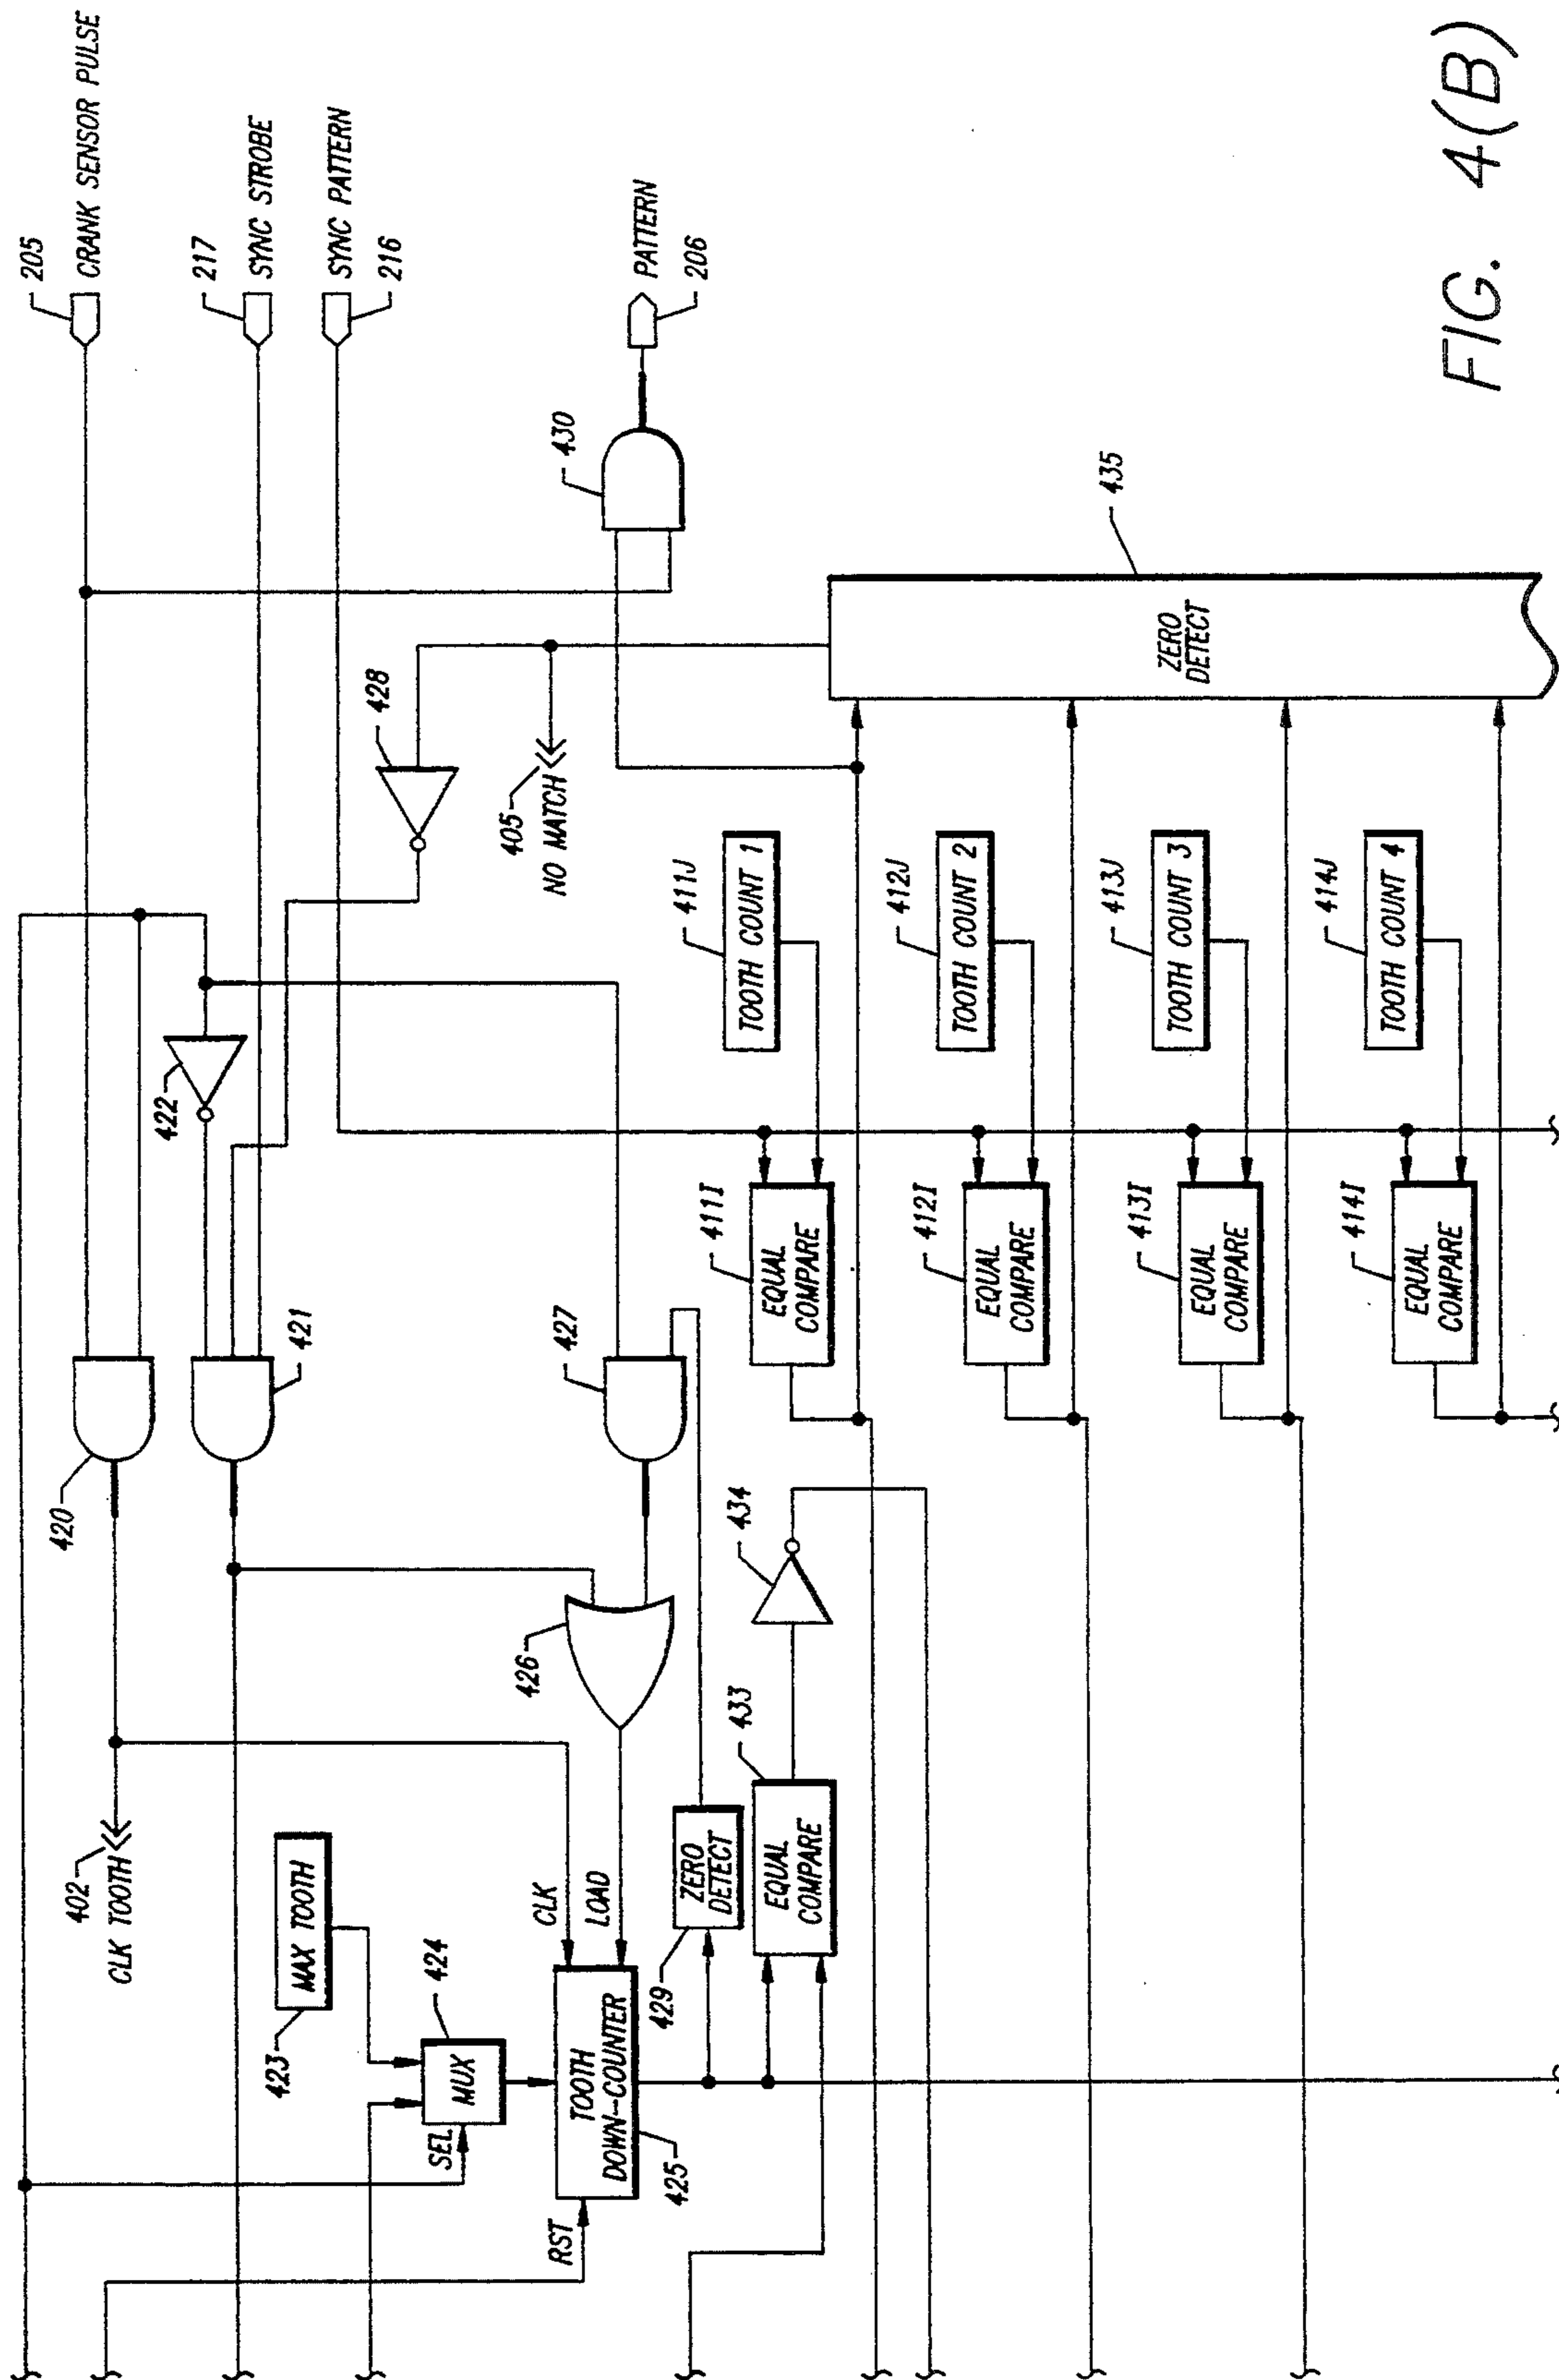 205
CRANK SENSOR PULSE
217
SYNC STROBE
SYNC PATTERN
216
PATTERN
206
430
435
ZERO
DETECT
428
405
NO MATCH
422
420
421
427
411J
TOOTH COUNT 1
412J
TOOTH COUNT 2
413J
TOOTH COUNT 3
414J
TOOTH COUNT 4
411I
EQUAL
COMPARE
412I
EQUAL
COMPARE
413I
EQUAL
COMPARE
414I
EQUAL
COMPARE
426
434
433
EQUAL
COMPARE
402
CLK TOOTH
MAX TOOTH
423
424
MUX
SEL
CLK
LOAD
ZERO
DETECT
429
TOOTH
DOWN-COUNTER
425
RST
FIG. 4(B)